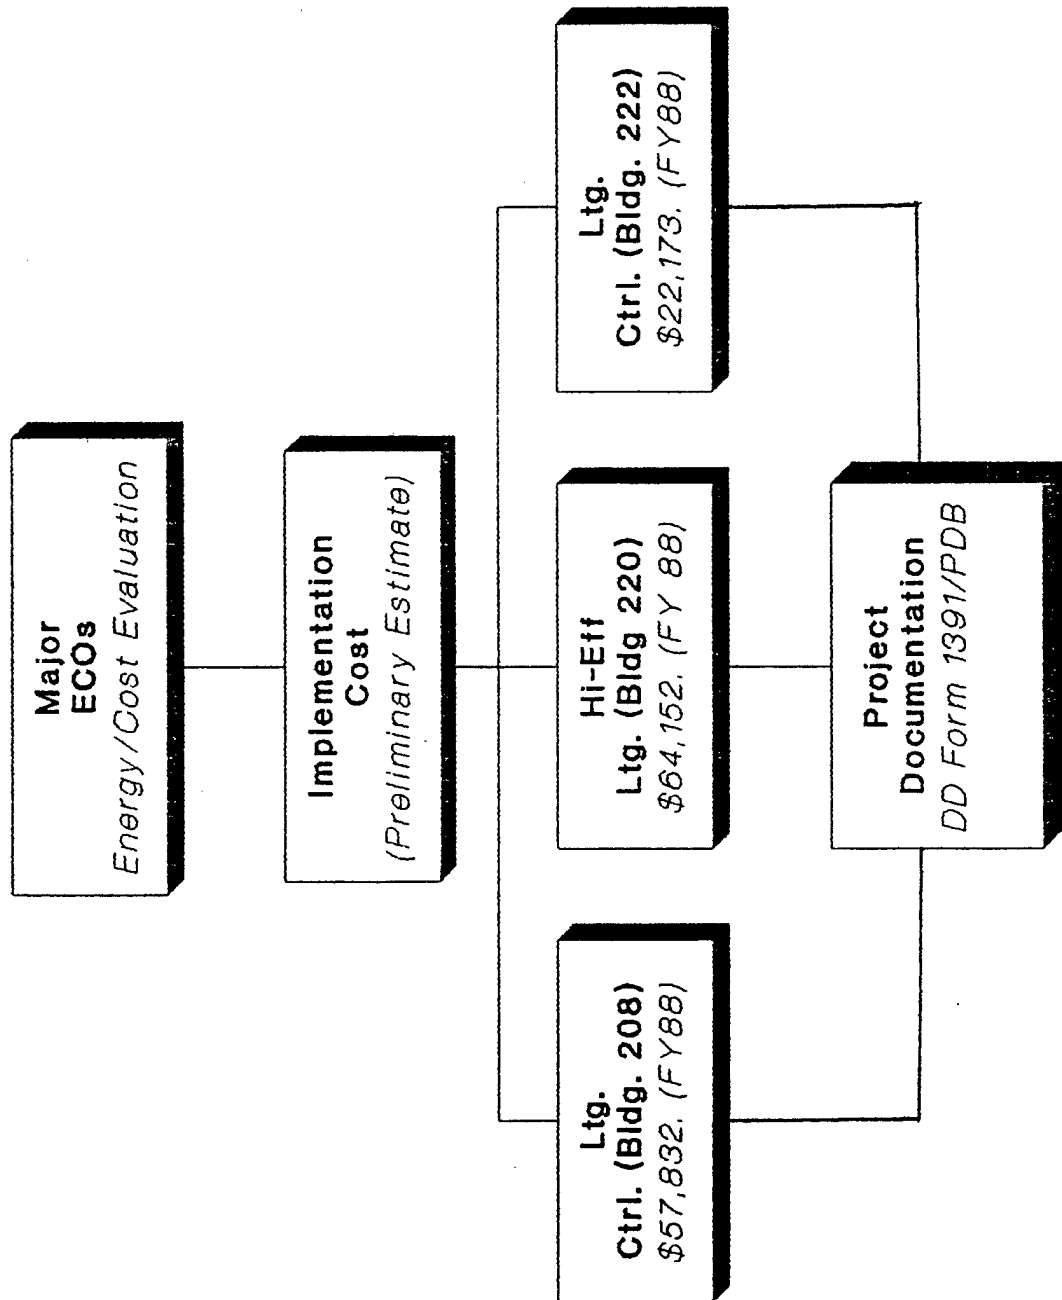 Major
ECOs
Energy/Cost Evaluation
Implementation
Cost
(Preliminary Estimate)
Ltg.
Ctrl. (Bldg. 208)
$57,832. (FY88)
Hi-Eff
Ltg. (Bldg 220)
$64,152. (FY 88)
Ltg.
Ctrl. (Bldg. 222)
$22,173. (FY88)
Project
Documentation
DD Form 1391/PDB